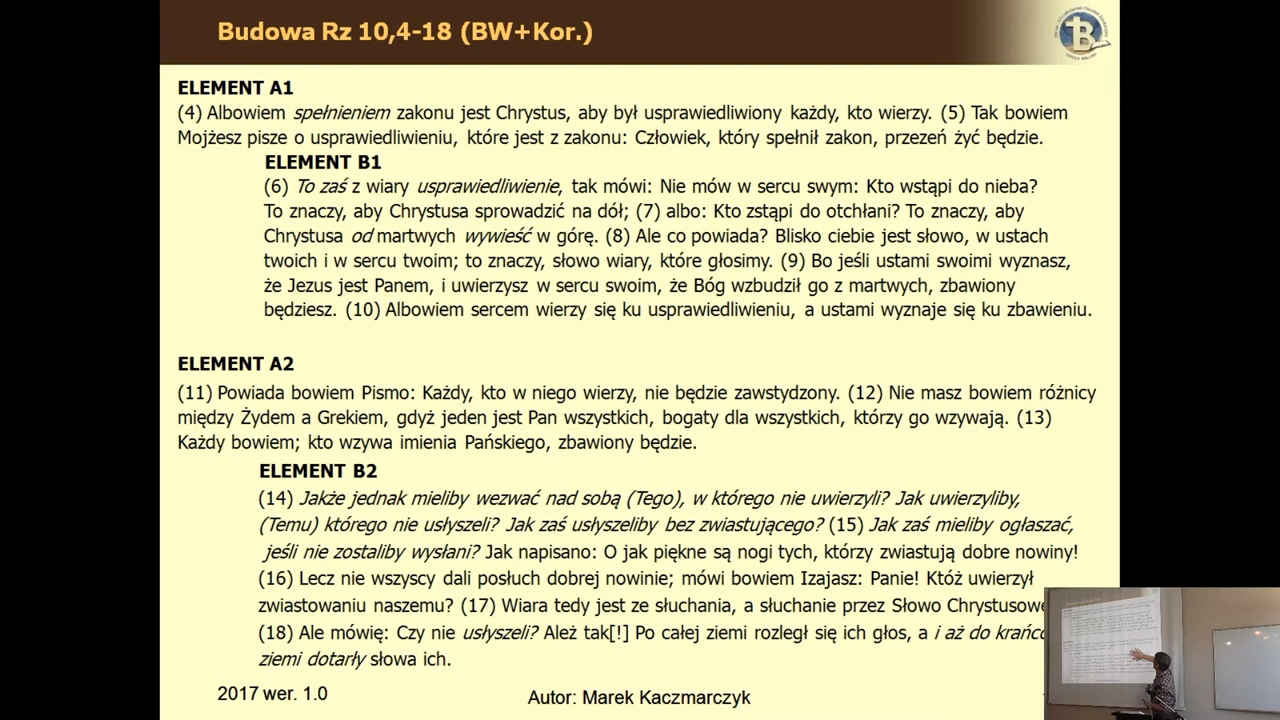 Budowa Rz 10,4-18 (BW+Kor.)
ELEMENT A1
(4) Albowiem spełnieniem zakonu jest Chrystus, aby był usprawiedliwiony każdy, kto wierzy. (5) Tak bowiem
Mojżesz pisze o usprawiedliwieniu, które jest z zakonu: Człowiek, który spełnił zakon, przezeń żyć będzie.
ELEMENT B1
(6) To zaś z wiary usprawiedliwienie, tak mówi: Nie mów w sercu swym: Kto wstąpi do nieba?
To znaczy, aby Chrystusa sprowadzić na dół; (7) albo: Kto zstąpi do otchłani? To znaczy, aby
Chrystusa od martwych wywieść w górę. (8) Ale co powiada? Blisko ciebie jest słowo, w ustach
twoich i w sercu twoim; to znaczy, słowo wiary, które głosimy. (9) Bo jeśli ustami swoimi wyznasz,
że Jezus jest Panem, i uwierzysz w sercu swoim, że Bóg wzbudził go z martwych, zbawiony
będziesz. (10) Albowiem sercem wierzy się ku usprawiedliwieniu, a ustami wyznaje się ku zbawieniu.
ELEMENT A2
(11) Powiada bowiem Pismo: Każdy, kto w niego wierzy, nie będzie zawstydzony. (12) Nie masz bowiem różnicy
między Żydem a Grekiem, gdyż jeden jest Pan wszystkich, bogaty dla wszystkich, którzy go wzywają. (13)
Każdy bowiem; kto wzywa imienia Pańskiego, zbawiony będzie.
ELEMENT B2
(14) Jakże jednak mieliby wezwać nad sobą (Tego), w którego nie uwierzyli? Jak uwierzyliby,
(Temu) którego nie usłyszeli? Jak zaś usłyszeliby bez zwiastującego? (15) Jak zaś mieliby ogłaszać,
jeśli nie zostaliby wysłani? Jak napisano: O jak piękne są nogi tych, którzy zwiastują dobre nowiny!
(16) Lecz nie wszyscy dali posłuch dobrej nowinie; mówi bowiem Izajasz: Panie! Któż uwierzył
zwiastowaniu naszemu? (17) Wiara tedy jest ze słuchania, a słuchanie przez Słowo Chrystusowe
(18) Ale mówię: Czy nie usłyszeli? Ależ tak[!] Po całej ziemi rozległ się ich głos, a i aż do krańcó
ziemi dotarły słowa ich.
2017 wer. 1.0
Autor: Marek Kaczmarczyk